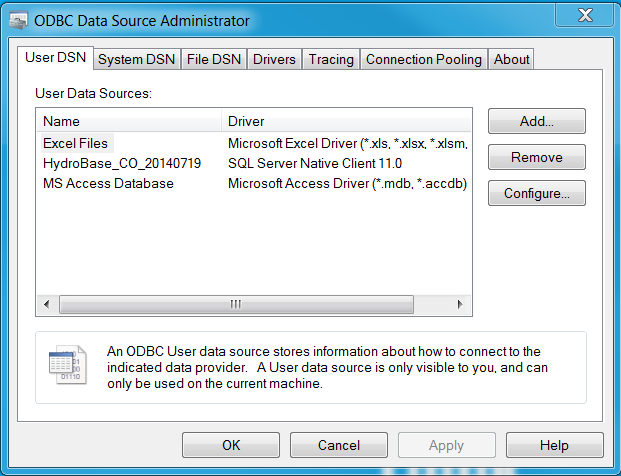 ODBC Data Source Administrator
User DSN System DSN File DSN Drivers Tracing Connection Pooling About
User Data Sources:
Name Driver
Excel Files Microsoft Excel Driver (*.xls, *.xlsx, *.xlsm,
HydroBase_CO_20140719 SQL Server Native Client 11.0
MS Access Database Microsoft Access Driver (*.mdb, *.accdb)
Add...
Remove
Configure...
An ODBC User data source stores information about how to connect to the
indicated data provider. A User data source is only visible to you, and can
only be used on the current machine.
OK Cancel Apply Help